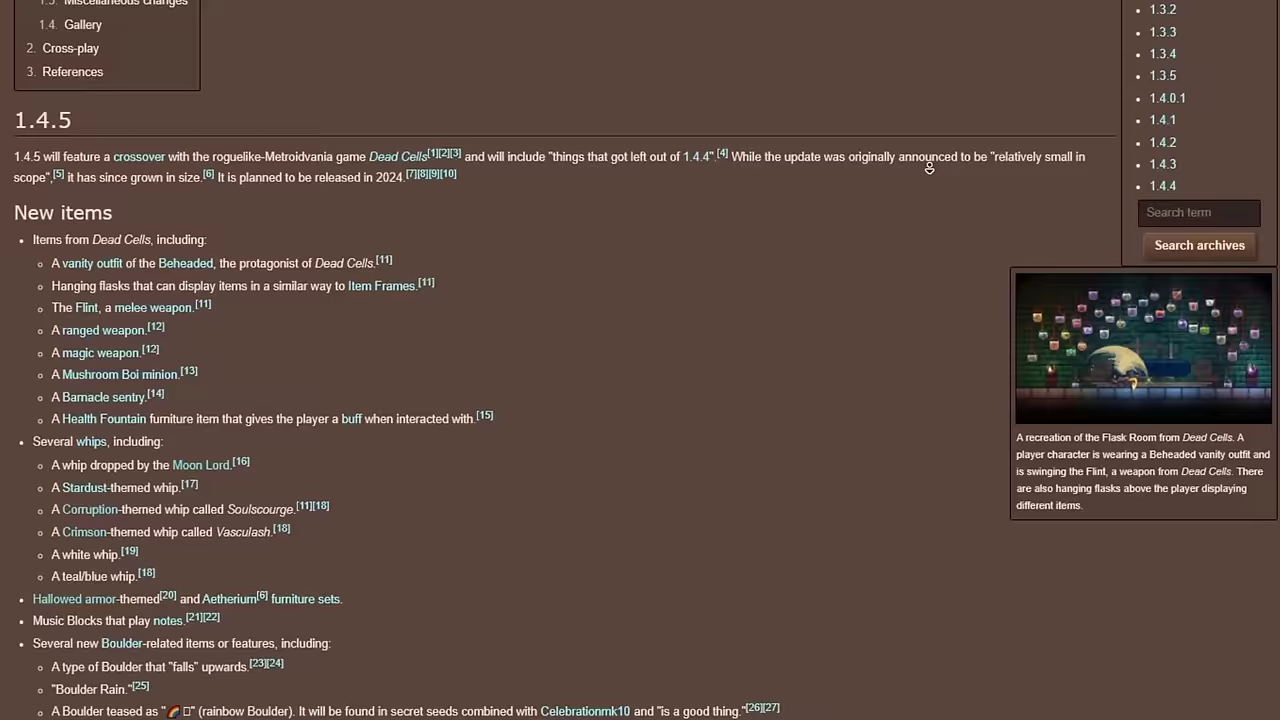 1.3. Miscellaneous changes
1.4. Gallery
2. Cross-play
3. References
1.3.2
1.3.3
1.3.4
1.3.5
1.4.0.1
1.4.1
1.4.2
1.4.3
1.4.4
Search term
Search archives
1.4.5
1.4.5 will feature a crossover with the roguelike-Metroidvania game Dead Cells[1][2][3] and will include "things that got left out of 1.4.4".[4] While the update was originally announced to be "relatively small in
scope",[5] it has since grown in size.[6] It is planned to be released in 2024.[7][8][9][10]
New items
• Items from Dead Cells, including:
A vanity outfit of the Beheaded, the protagonist of Dead Cells.[11]
Hanging flasks that can display items in a similar way to Item Frames.[11]
The Flint, a melee weapon.[11]
A ranged weapon.[12]
A magic weapon.[12]
A Mushroom Boi minion.[13]
A Barnacle sentry.[14]
A Health Fountain furniture item that gives the player a buff when interacted with.[15]
• Several whips, including:
A whip dropped by the Moon Lord.[16]
A Stardust-themed whip.[17]
A Corruption-themed whip called Soulscourge.[11][18]
A Crimson-themed whip called Vasculash.[18]
A white whip.[19]
A teal/blue whip.[18]
• Hallowed armor-themed[20] and Aetherium[6] furniture sets.
• Music Blocks that play notes.[21][22]
• Several new Boulder-related items or features, including:
A type of Boulder that "falls" upwards.[23][24]
"Boulder Rain."[25]
A Boulder teased as "🌈 " (rainbow Boulder). It will be found in secret seeds combined with Celebrationmk10 and "is a good thing."[26][27]
A recreation of the Flask Room from Dead Cells. A
player character is wearing a Beheaded vanity outfit and
is swinging the Flint, a weapon from Dead Cells. There
are also hanging flasks above the player displaying
different items.